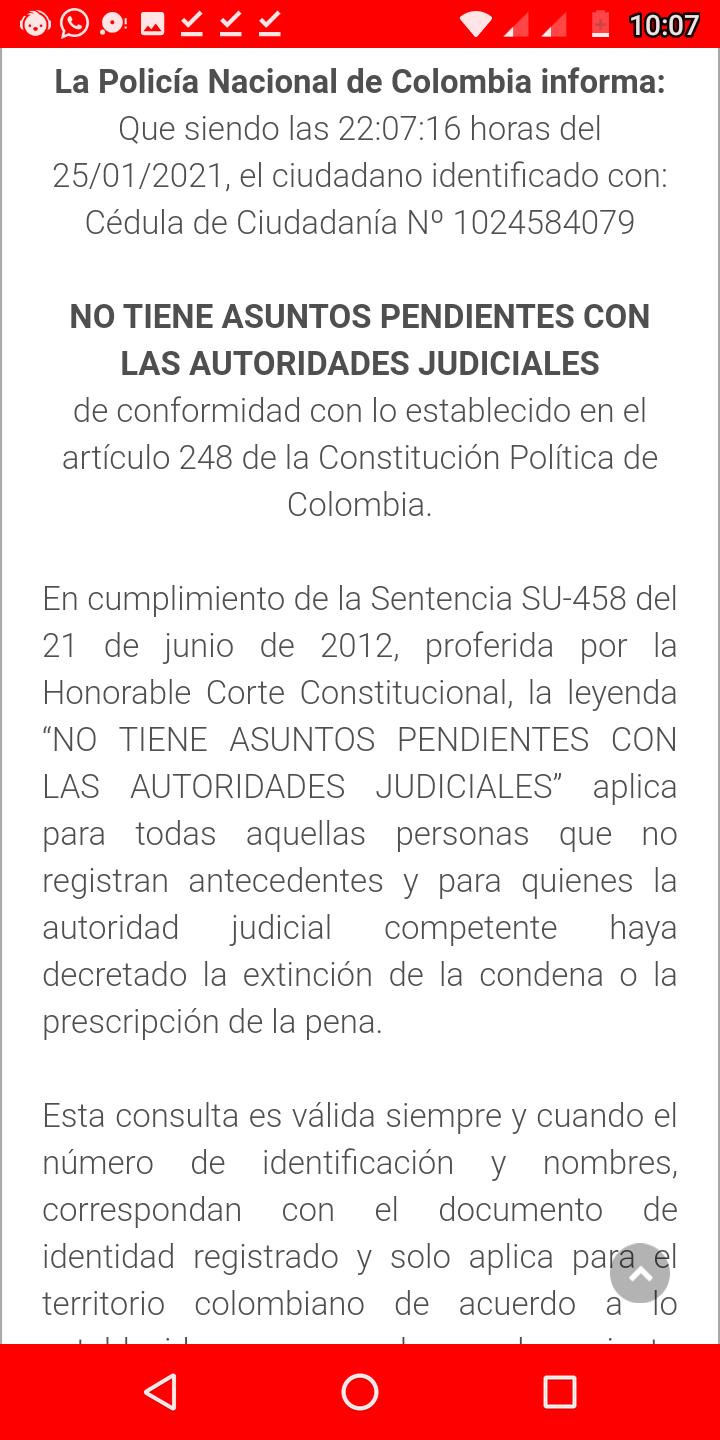 10:07
La Policía Nacional de Colombia informa:
Que siendo las 22:07:16 horas del
25/01/2021, el ciudadano identificado con:
Cédula de Ciudadanía Nº 1024584079
NO TIENE ASUNTOS PENDIENTES CON
LAS AUTORIDADES JUDICIALES
de conformidad con lo establecido en el
artículo 248 de la Constitución Política de
Colombia.
En cumplimiento de la Sentencia SU-458 del
21 de junio de 2012, proferida por la
Honorable Corte Constitucional, la leyenda
“NO TIENE ASUNTOS PENDIENTES CON
LAS AUTORIDADES JUDICIALES” aplica
para todas aquellas personas que no
registran antecedentes y para quienes la
autoridad judicial competente haya
decretado la extinción de la condena o la
prescripción de la pena.
Esta consulta es válida siempre y cuando el
número de identificación y nombres,
correspondan con el documento de
identidad registrado y solo aplica para el
territorio colombiano de acuerdo a lo